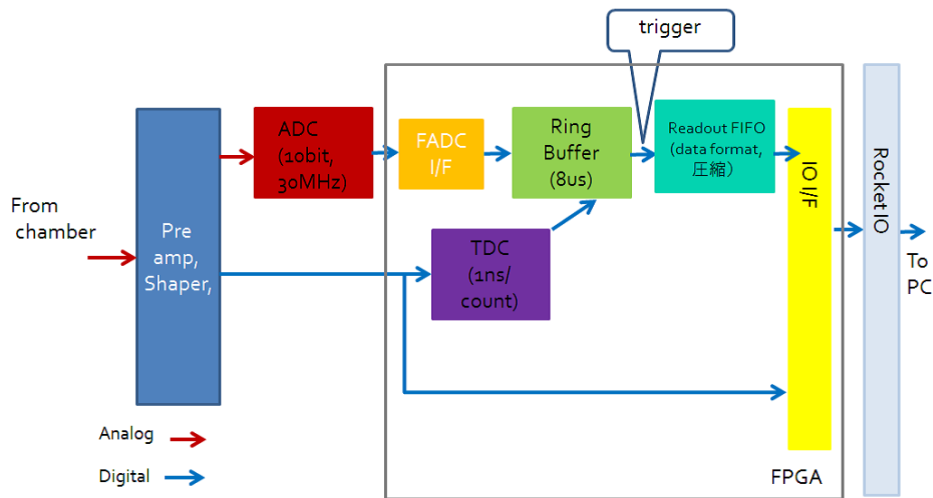 trigger
ADC
(10bit,
30MHz)
FADC
I/F
Ring
Buffer
(8us)
Readout FIFO
(data format,
圧縮)
IO I/F
Rocket IO
From
chamber
Pre
amp,
Shaper,
TDC
(1ns/
count)
To
PC
Analog
Digital
FPGA